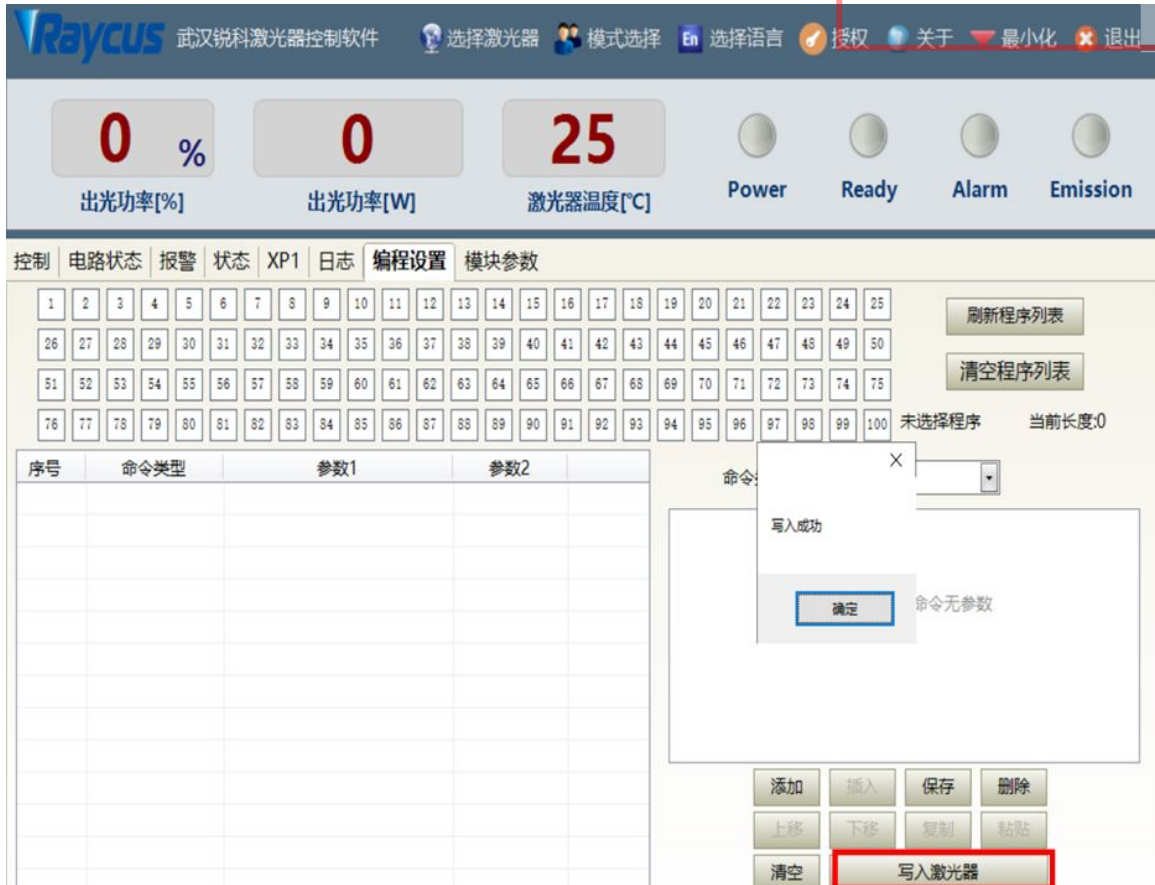 Raycus 武汉锐科激光器控制软件 选择激光器 模式选择 En 选择语言 授权 关于 最小化 退出
0 % 0 25
出光功率[%] 出光功率[W] 激光器温度[℃] Power Ready Alarm Emission
控制 电路状态 报警 状态 XP1 日志 编程设置 模块参数
1 2 3 4 5 6 7 8 9 10 11 12 13 14 15 16 17 18 19 20 21 22 23 24 25 刷新程序列表
26 27 28 29 30 31 32 33 34 35 36 37 38 39 40 41 42 43 44 45 46 47 48 49 50
51 52 53 54 55 56 57 58 59 60 61 62 63 64 65 66 67 68 69 70 71 72 73 74 75 清空程序列表
76 77 78 79 80 81 82 83 84 85 86 87 88 89 90 91 92 93 94 95 96 97 98 99 100 未选择程序 当前长度:0
序号 命令类型 参数1 参数2 命令
写入成功
确定 命令无参数
添加 插入 保存 删除
上移 下移 复制 粘贴
清空 写入激光器